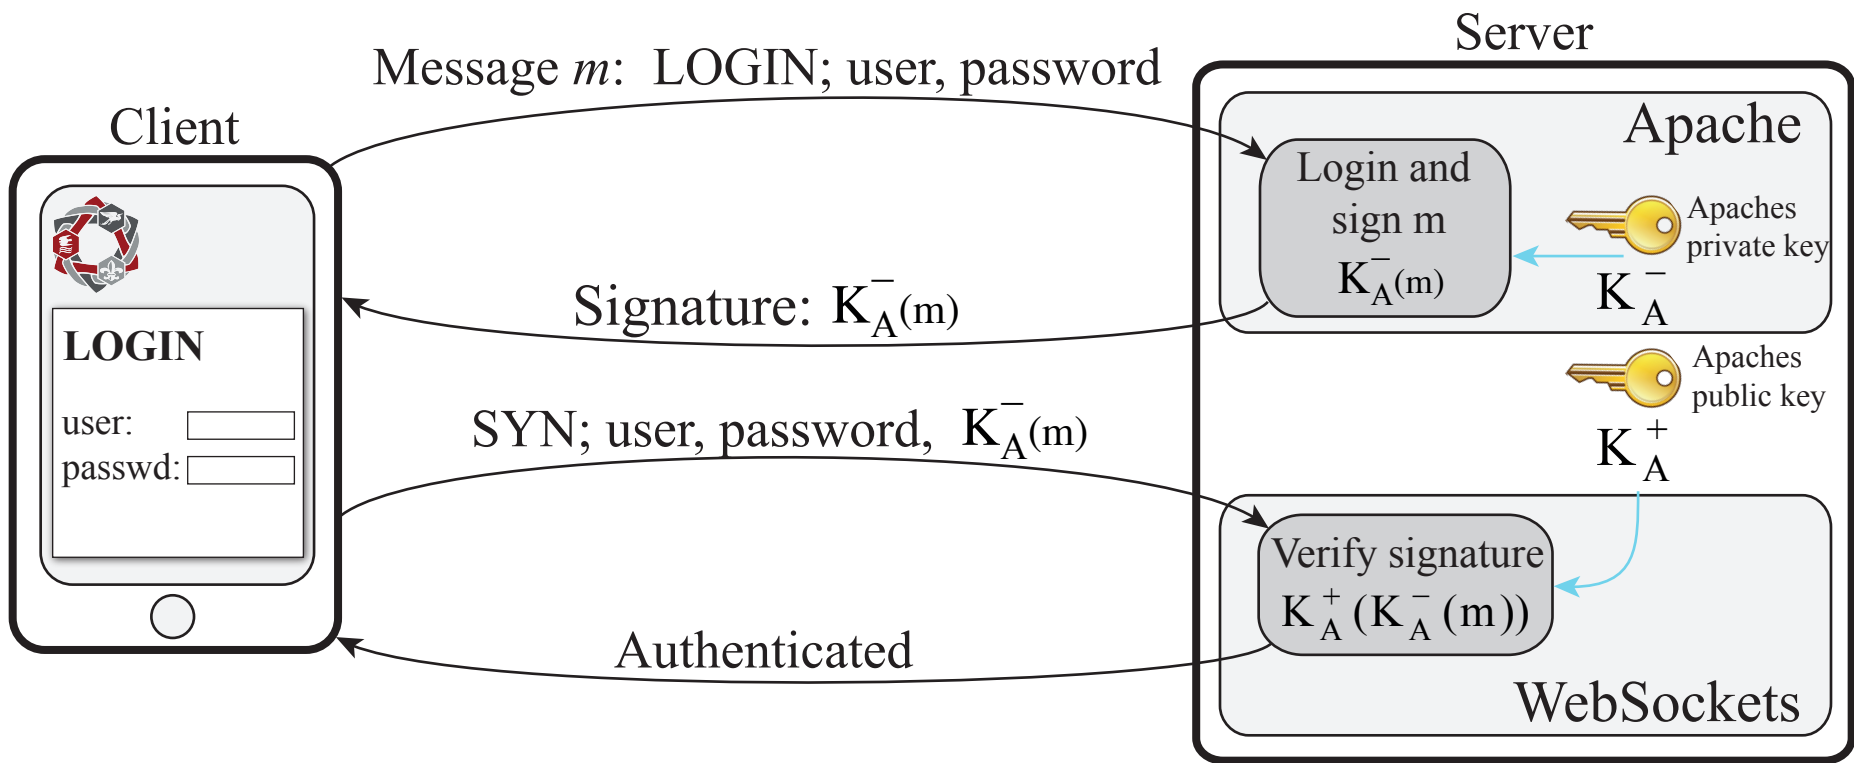 Server
Message m: LOGIN; user, password
Client
Apache
Login and
sign m
K⁻A(m)
Apaches
private key
K⁻A
Signature: K⁻A(m)
LOGIN
user:
passwd:
Apaches
public key
K⁺A
SYN; user, password, K⁻A(m)
Verify signature
K⁺A(K⁻A(m))
Authenticated
WebSockets